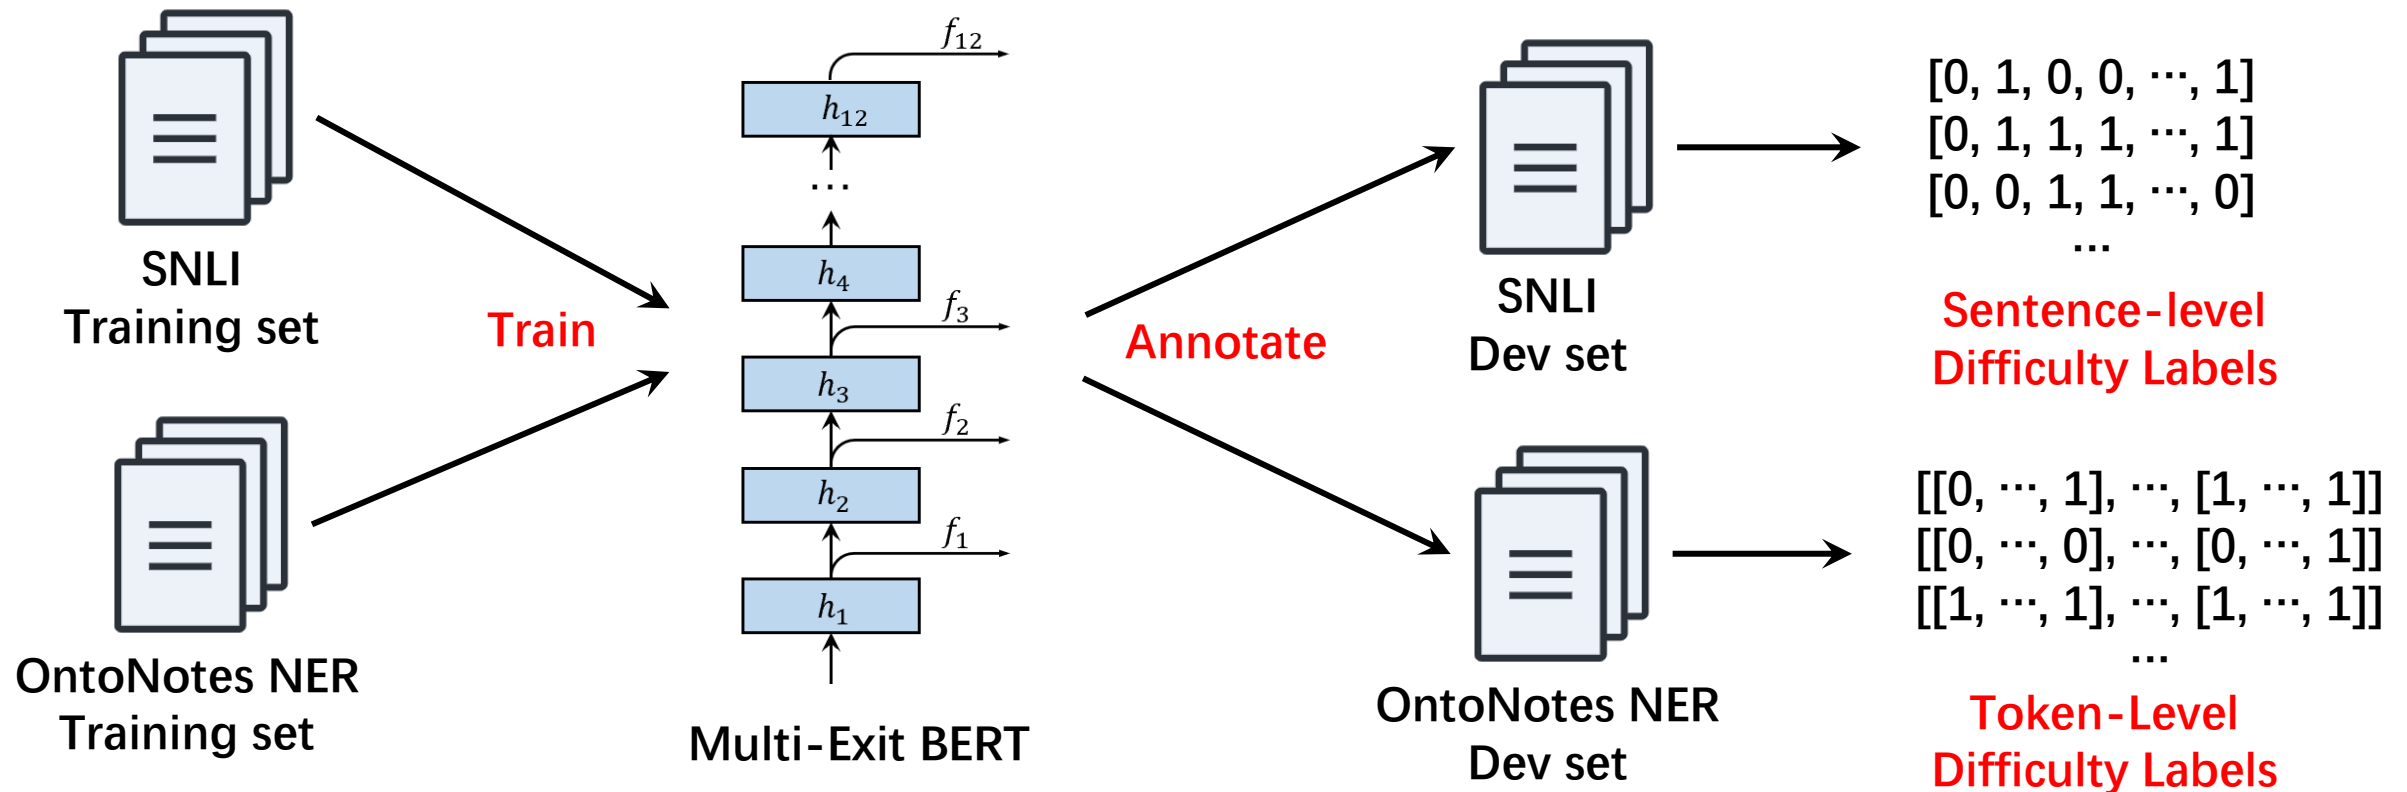 SNLI
Training set
OntoNotes NER
Training set
Train
f₁₂
h₁₂
...
h₄
f₃
h₃
f₂
h₂
f₁
h₁
Multi-Exit BERT
Annotate
SNLI
Dev set
OntoNotes NER
Dev set
[0, 1, 0, 0, ···, 1]
[0, 1, 1, 1, ···, 1]
[0, 0, 1, 1, ···, 0]
...
Sentence-level
Difficulty Labels
[[0, ···, 1], ···, [1, ···, 1]]
[[0, ···, 0], ···, [0, ···, 1]]
[[1, ···, 1], ···, [1, ···, 1]]
...
Token-Level
Difficulty Labels